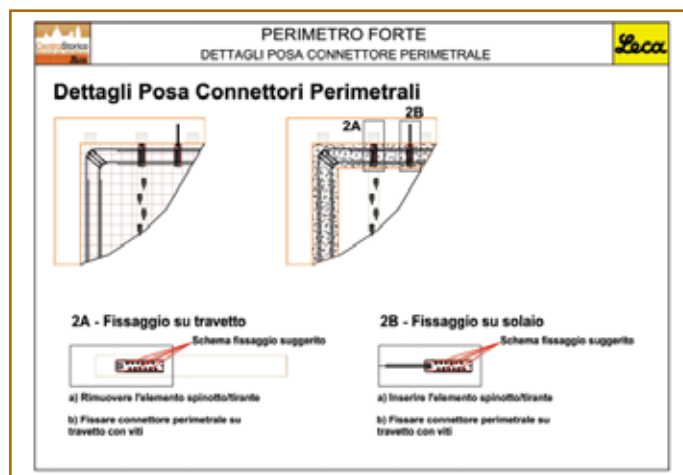 PERIMETRO FORTE
DETTAGLI POSA CONNETTORE PERIMETRALE
CentroStorico
Leca
Leca
Dettagli Posa Connettori Perimetrali
2A
2B
2A - Fissaggio su travetto
Schema fissaggio suggerito
a) Rimuovere l'elemento spinotto/tirante
b) Fissare connettore perimetrale su
travetto con viti
2B - Fissaggio su solaio
Schema fissaggio suggerito
a) Inserire l'elemento spinotto/tirante
b) Fissare connettore perimetrale su
travetto con viti